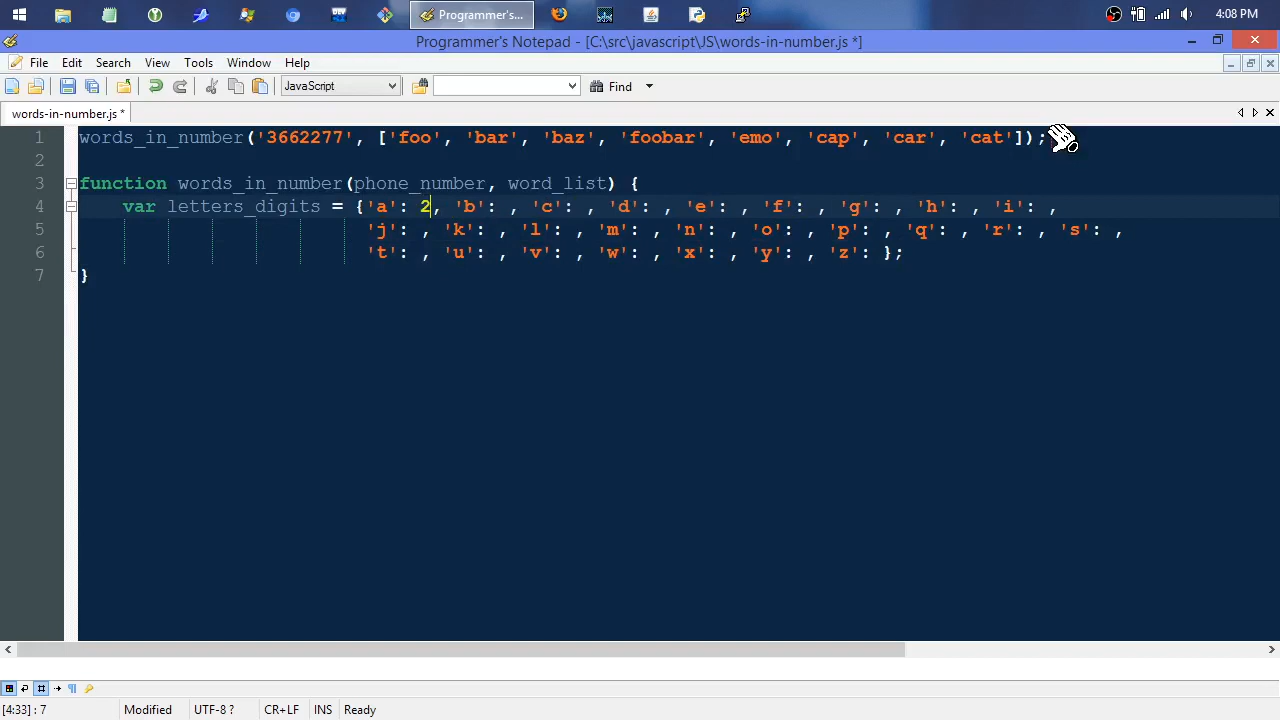 Programmer's...
4:08 PM
Programmer's Notepad - [C:\src\javascript\JS\words-in-number.js *]
File Edit Search View Tools Window Help
JavaScript Find
words-in-number.js *
1 words_in_number('3662277', ['foo', 'bar', 'baz', 'foobar', 'emo', 'cap', 'car', 'cat']);
2
3 function words_in_number(phone_number, word_list) {
4 var letters_digits = {'a': 2, 'b': , 'c': , 'd': , 'e': , 'f': , 'g': , 'h': , 'i': ,
5 'j': , 'k': , 'l': , 'm': , 'n': , 'o': , 'p': , 'q': , 'r': , 's': ,
6 't': , 'u': , 'v': , 'w': , 'x': , 'y': , 'z': };
7 }
[4:33] : 7 Modified UTF-8 ? CR+LF INS Ready